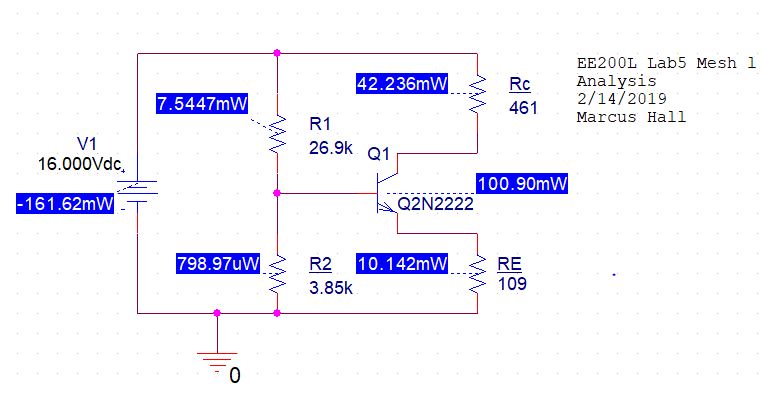 EE200L Lab5 Mesh l
Analysis
2/14/2019
Marcus Hall
42.236mW
Rc
461
7.5447mW
R1
26.9k
V1
16.000Vdc
-161.62mW
Q1
100.90mW
Q2N2222
798.97uW
R2
3.85k
10.142mW
RE
109
0